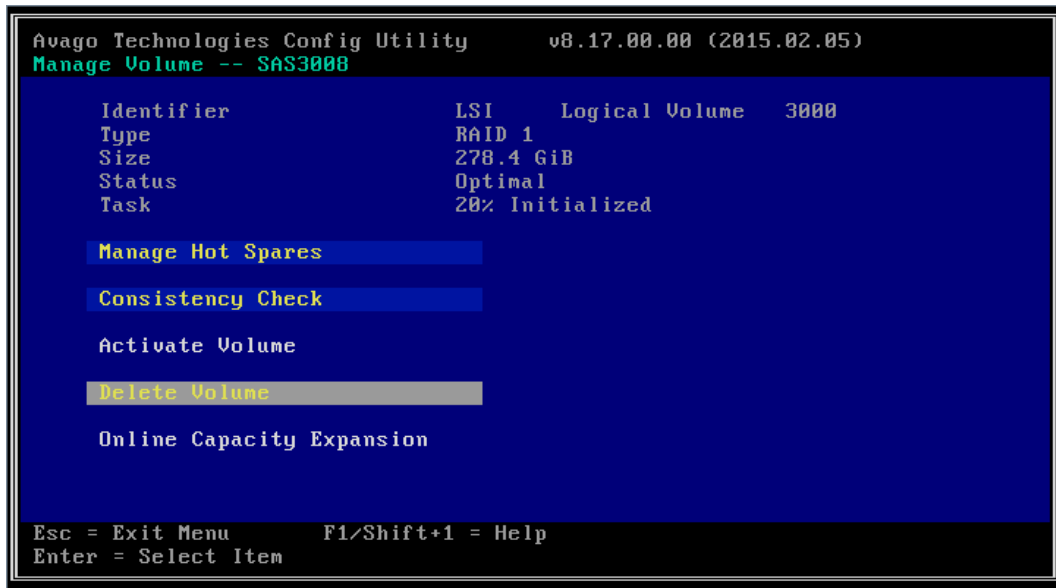 Avago Technologies Config Utility v8.17.00.00 (2015.02.05)
Manage Volume -- SAS3008
Identifier LSI Logical Volume 3000
Type RAID 1
Size 278.4 GiB
Status Optimal
Task 20% Initialized
Manage Hot Spares
Consistency Check
Activate Volume
Delete Volume
Online Capacity Expansion
Esc = Exit Menu F1/Shift+1 = Help
Enter = Select Item